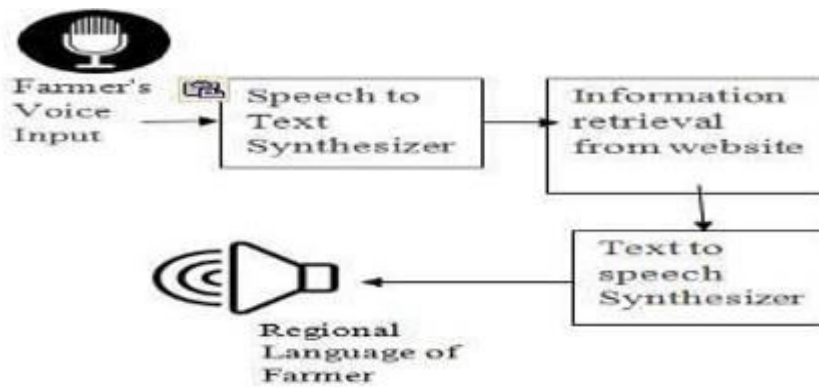 Farmer's
Voice
Input
Speech to
Text
Synthesizer
Information
retrieval
from website
Text to
speech
Synthesizer
Regional
Language of
Farmer